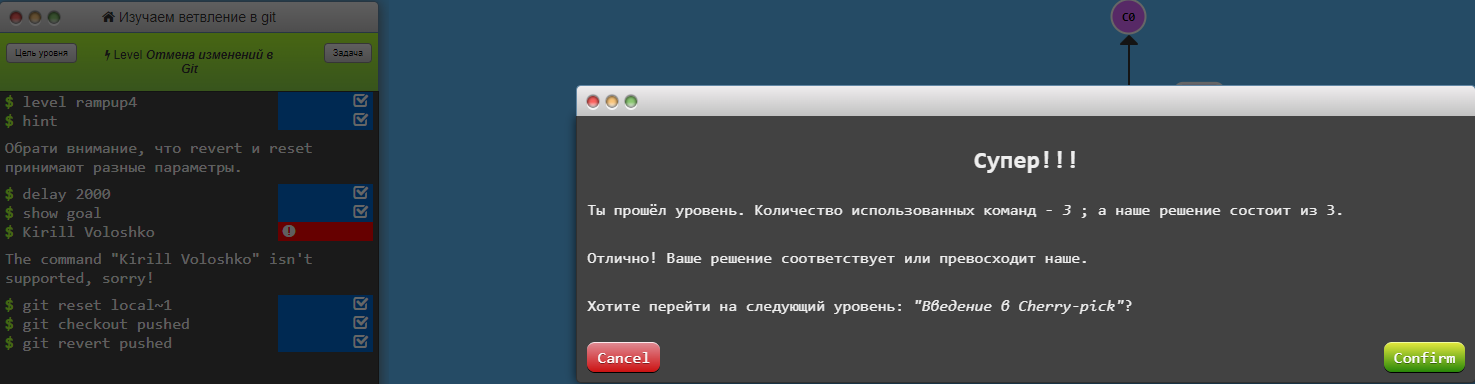 Изучаем ветвление в git
Цель уровня
Level Отмена изменений в
Git
Задача
$ level rampup4
$ hint
Обрати внимание, что revert и reset
принимают разные параметры.
$ delay 2000
$ show goal
$ Kirill Voloshko
The command "Kirill Voloshko" isn't
supported, sorry!
$ git reset local~1
$ git checkout pushed
$ git revert pushed
C0
Супер!!!
Ты прошёл уровень. Количество использованных команд - 3 ; а наше решение состоит из 3.
Отлично! Ваше решение соответствует или превосходит наше.
Хотите перейти на следующий уровень: "Введение в Cherry-pick"?
Cancel
Confirm